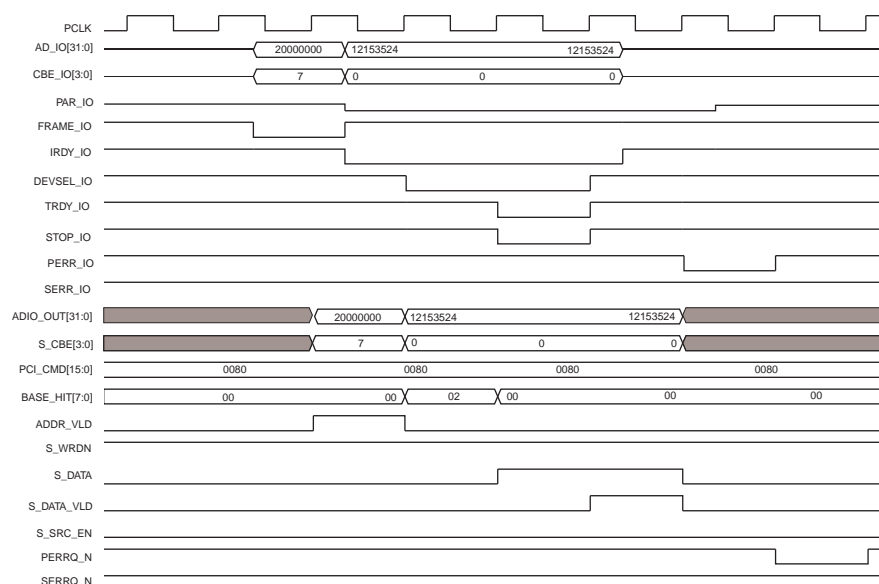 PCLK
AD_IO[31:0] 20000000 12153524 12153524
CBE_IO[3:0] 7 0 0 0
PAR_IO
FRAME_IO
IRDY_IO
DEVSEL_IO
TRDY_IO
STOP_IO
PERR_IO
SERR_IO
ADIO_OUT[31:0] 20000000 12153524 12153524
S_CBE[3:0] 7 0 0 0
PCI_CMD[15:0] 0080 0080 0080 0080
BASE_HIT[7:0] 00 00 02 00 00 00
ADDR_VLD
S_WRDN
S_DATA
S_DATA_VLD
S_SRC_EN
PERRQ_N
SERRQ_N